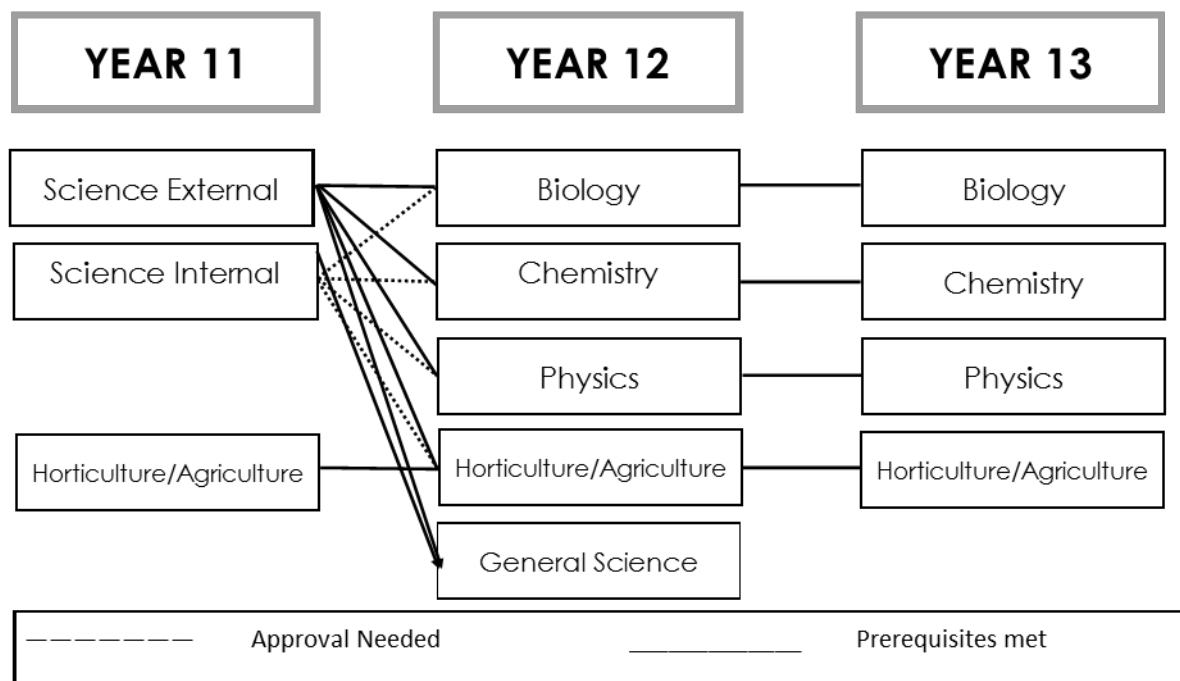 YEAR 11 YEAR 12 YEAR 13
Science External Biology Biology
Science Internal Chemistry Chemistry
Physics Physics
Horticulture/Agriculture Horticulture/Agriculture Horticulture/Agriculture
General Science
Approval Needed Prerequisites met